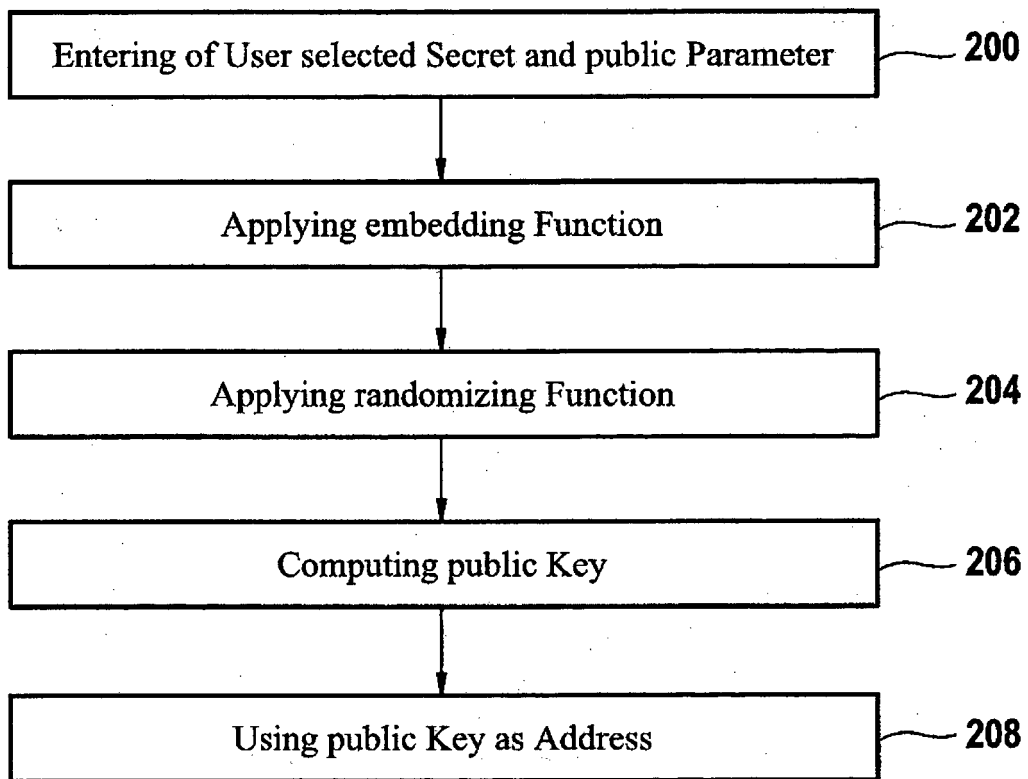 Entering of User selected Secret and public Parameter 200
Applying embedding Function 202
Applying randomizing Function 204
Computing public Key 206
Using public Key as Address 208